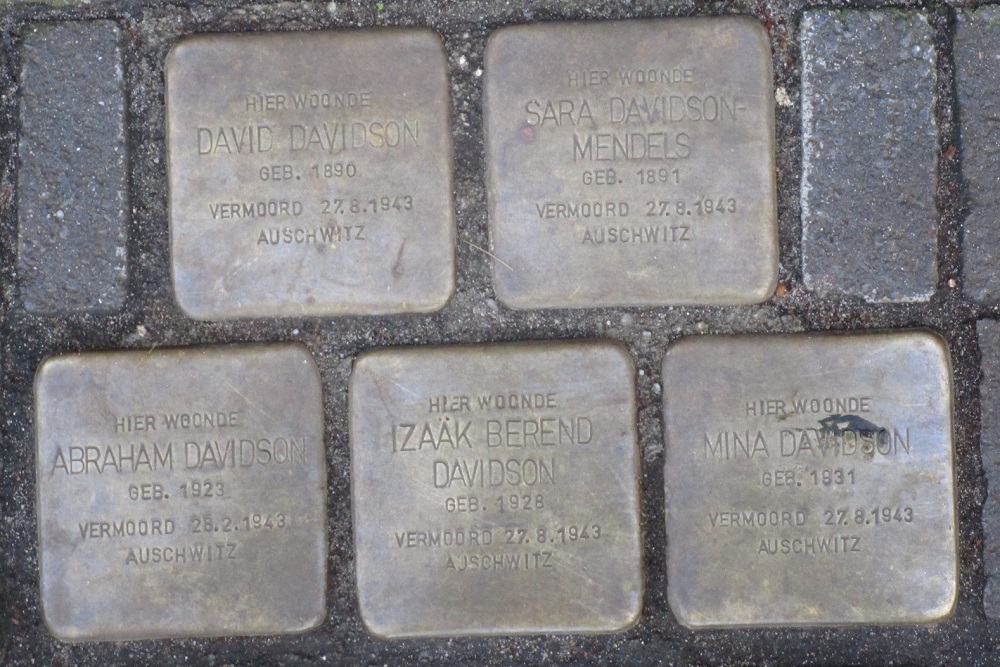 HIER WOONDE
DAVID DAVIDSON
GEB. 1890
VERMOORD 27.8.1943
AUSCHWITZ
HIER WOONDE
SARA DAVIDSON-
MENDELS
GEB. 1891
VERMOORD 27.8.1943
AUSCHWITZ
HIER WOONDE
ABRAHAM DAVIDSON
GEB. 1923
VERMOORD 28.2.1943
AUSCHWITZ
HIER WOONDE
IZAÄK BEREND
DAVIDSON
GEB. 1928
VERMOORD 27.8.1943
AUSCHWITZ
HIER WOONDE
MINA DAVIDSON
GEB. 1931
VERMOORD 27.8.1943
AUSCHWITZ